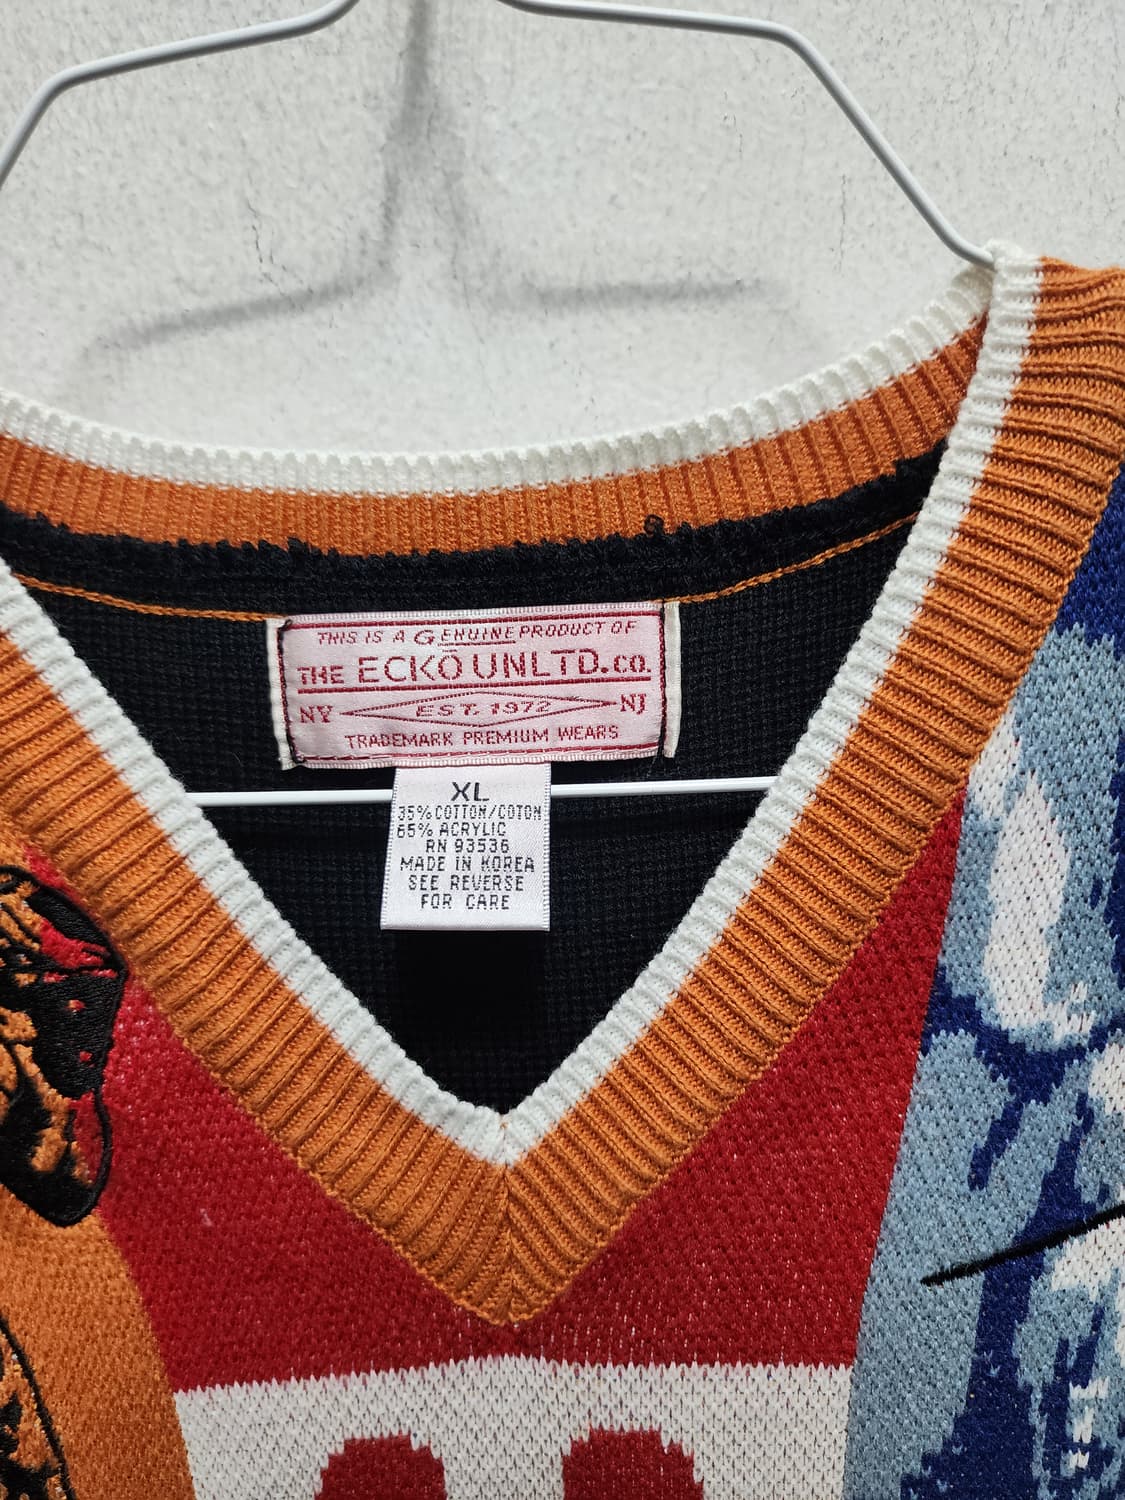 THIS IS A GENUINE PRODUCT OF
THE ECKŌ UNLTD.CO.
NY EST. 1972 NJ
TRADEMARK PREMIUM WEARS
XL
35% COTTON/COTON
65% ACRYLIC
RN 93536
MADE IN KOREA
SEE REVERSE
FOR CARE